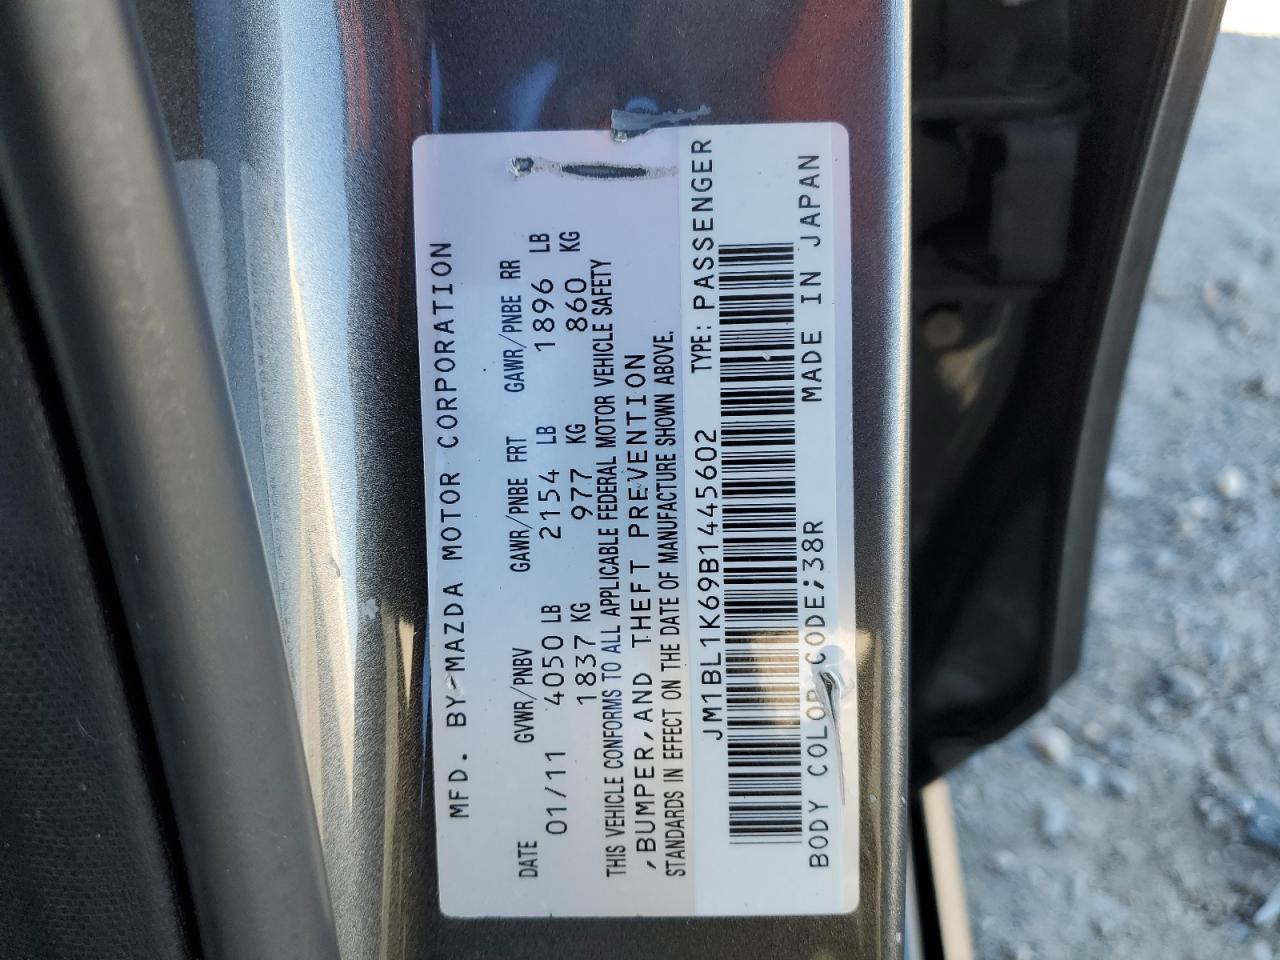 MFD. BY-MAZDA MOTOR CORPORATION
DATE GVWR/PNBV GAWR/PNBE FRT GAWR/PNBE RR
01/11 4050 LB 2154 LB 1896 LB
1837 KG 977 KG 860 KG
THIS VEHICLE CONFORMS TO ALL APPLICABLE FEDERAL MOTOR VEHICLE SAFETY
,BUMPER,AND THEFT PREVENTION
STANDARDS IN EFFECT ON THE DATE OF MANUFACTURE SHOWN ABOVE.
JM1BL1K69B1445602 TYPE: PASSENGER
BODY COLOR CODE;38R MADE IN JAPAN